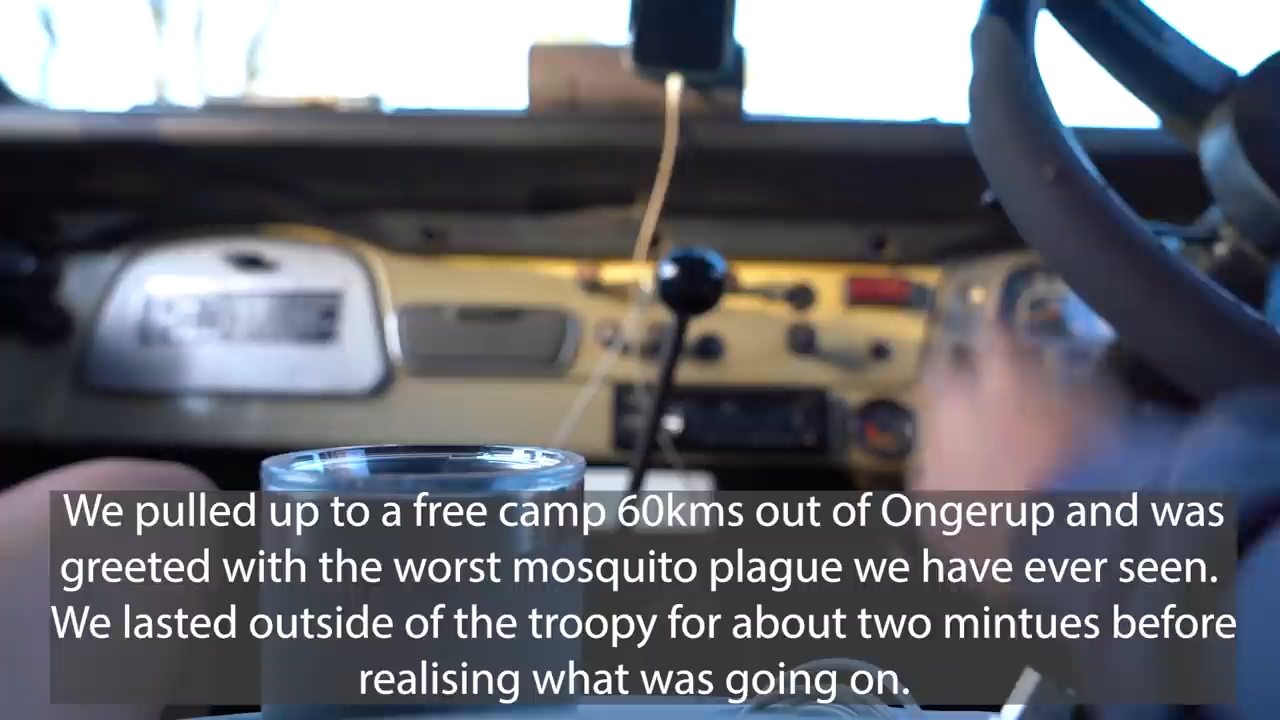 We pulled up to a free camp 60kms out of Ongerup and was
greeted with the worst mosquito plague we have ever seen.
We lasted outside of the troopy for about two mintues before
realising what was going on.